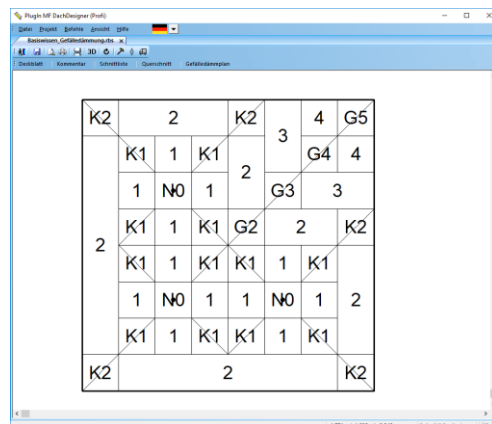 PlugIn MF DachDesigner (Profi)
Datei Projekt Befehle Ansicht Hilfe
Basiswissen_Gefälledämmung.rbs x
3D
Deckblatt Kommentar Schnittliste Querschnitt Gefälledämmplan
K2 2 K2 3 4 G5
K1 1 K1 2 G4 4
1 N0 1 G3 3
2 K1 1 K1 G2 2 K2
K1 1 K1 K1 1 K1
1 N0 1 1 N0 1 2
K1 1 K1 K1 1 K1
K2 2 K2